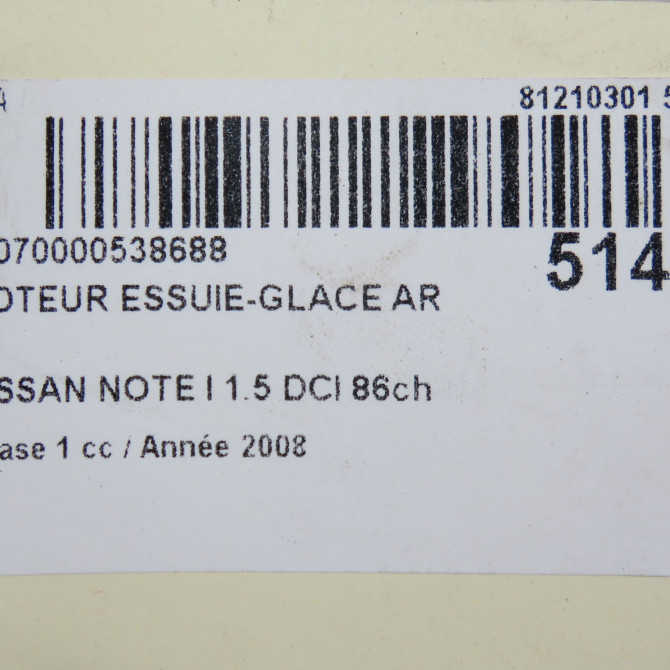 81210301 5
070000538688
514
OTEUR ESSUIE-GLACE AR
SSAN NOTE I 1.5 DCI 86ch
ase 1 cc / Année 2008